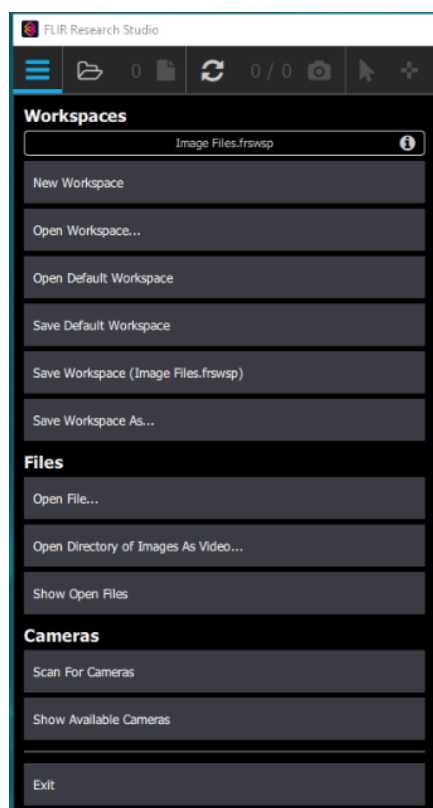 FLIR Research Studio
0 0 / 0
Workspaces
Image Files.frswsp
New Workspace
Open Workspace...
Open Default Workspace
Save Default Workspace
Save Workspace (Image Files.frswsp)
Save Workspace As...
Files
Open File...
Open Directory of Images As Video...
Show Open Files
Cameras
Scan For Cameras
Show Available Cameras
Exit